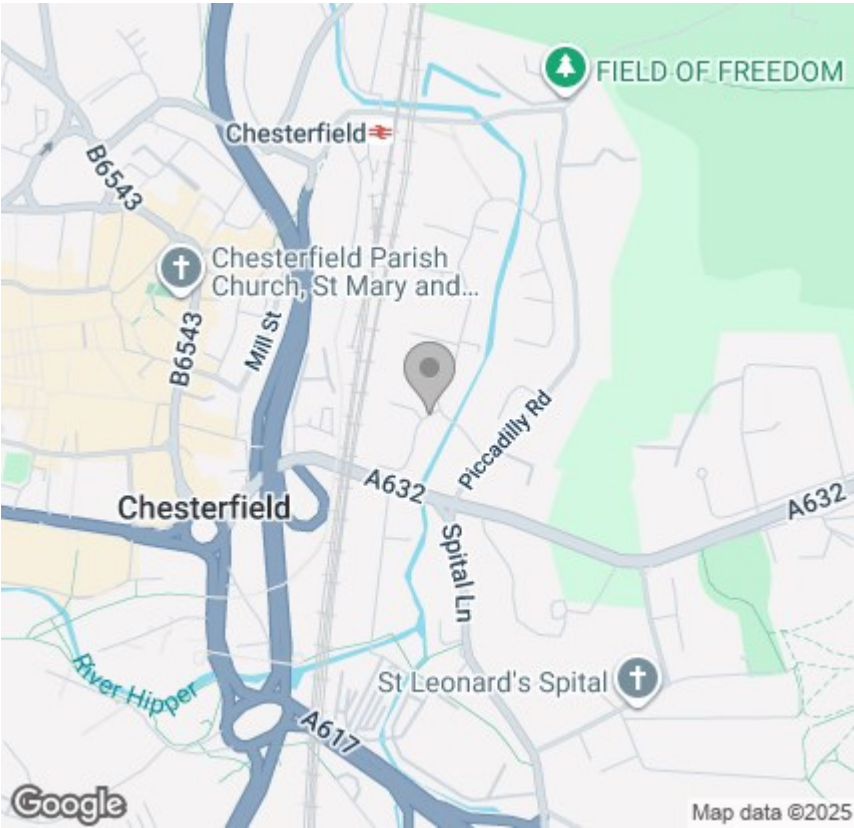 FIELD OF FREEDOM
Chesterfield
B6543
Chesterfield Parish
Church, St Mary and...
Mill St
B6543
Piccadilly Rd
A632
Chesterfield
A632
Spital Ln
River Hipper
St Leonard's Spital
A617
Google
Map data ©2025